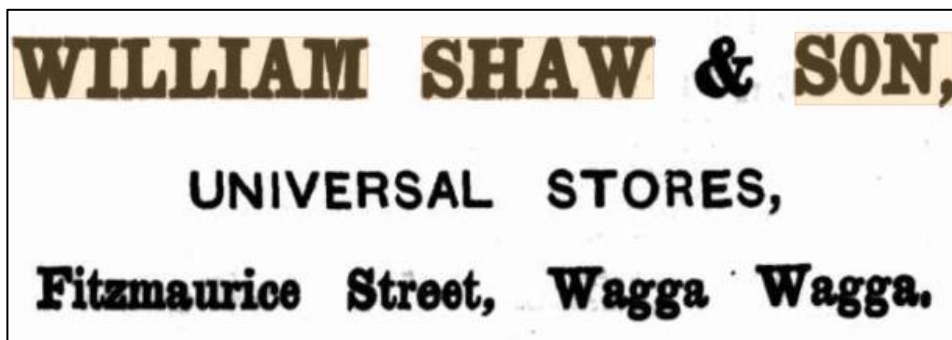 WILLIAM SHAW & SON,
UNIVERSAL STORES,
Fitzmaurice Street, Wagga Wagga.